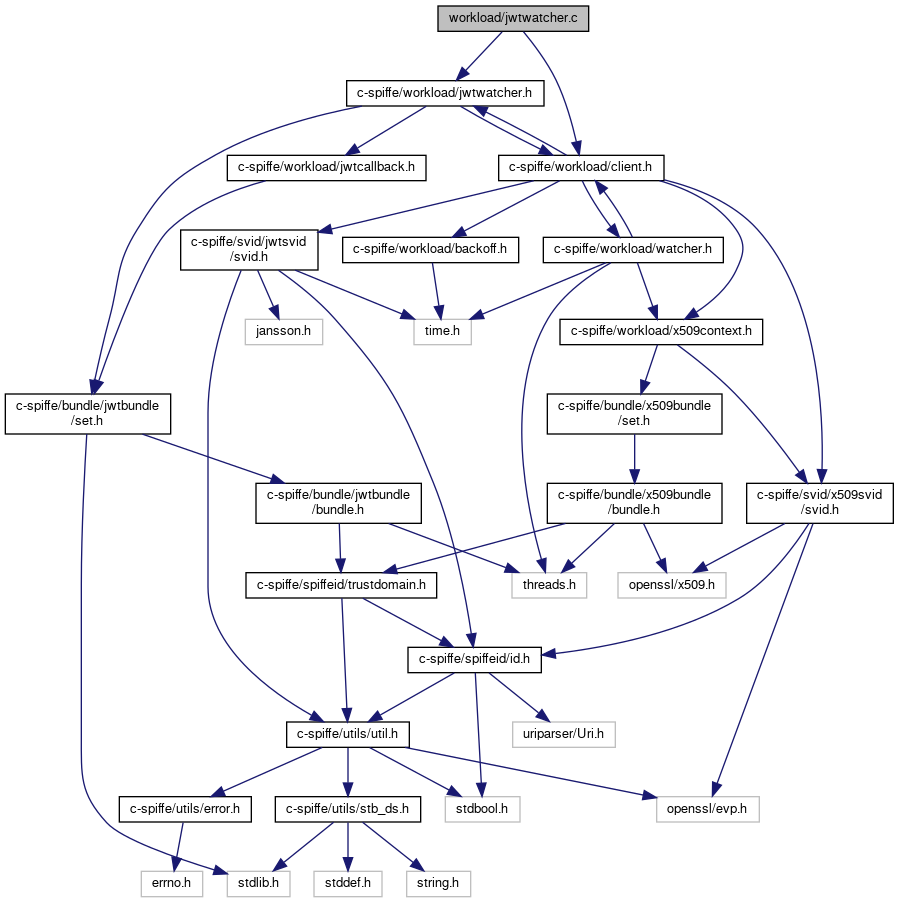 workload/jwtwatcher.c
c-spiffe/workload/jwtwatcher.h
c-spiffe/workload/jwtcallback.h
c-spiffe/workload/client.h
c-spiffe/svid/jwtsvid
/svid.h
c-spiffe/workload/backoff.h
c-spiffe/workload/watcher.h
jansson.h
time.h
c-spiffe/workload/x509context.h
c-spiffe/bundle/jwtbundle
/set.h
c-spiffe/bundle/x509bundle
/set.h
c-spiffe/bundle/jwtbundle
/bundle.h
c-spiffe/bundle/x509bundle
/bundle.h
c-spiffe/svid/x509svid
/svid.h
c-spiffe/spiffeid/trustdomain.h
threads.h
openssl/x509.h
c-spiffe/spiffeid/id.h
c-spiffe/utils/util.h
uriparser/Uri.h
c-spiffe/utils/error.h
c-spiffe/utils/stb_ds.h
stdbool.h
openssl/evp.h
errno.h
stdlib.h
stddef.h
string.h